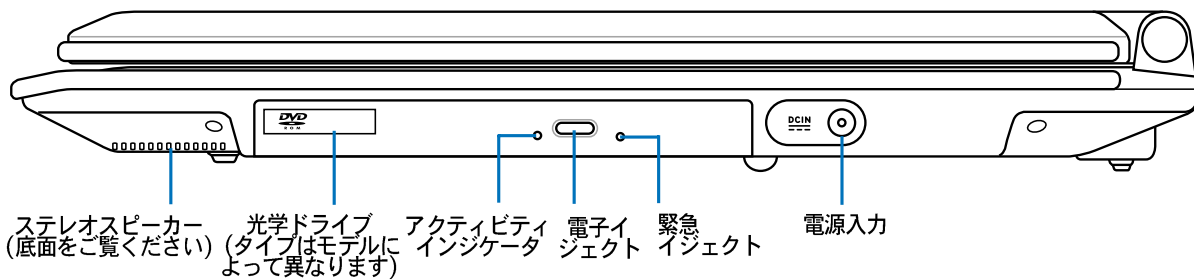 DVD
ROM
DC IN
ステレオスピーカー
(底面をご覧ください)
光学ドライブ
(タイプはモデルに
よって異なります)
アクティビティ
インジケータ
電子イ
ジェクト
緊急
イジェクト
電源入力